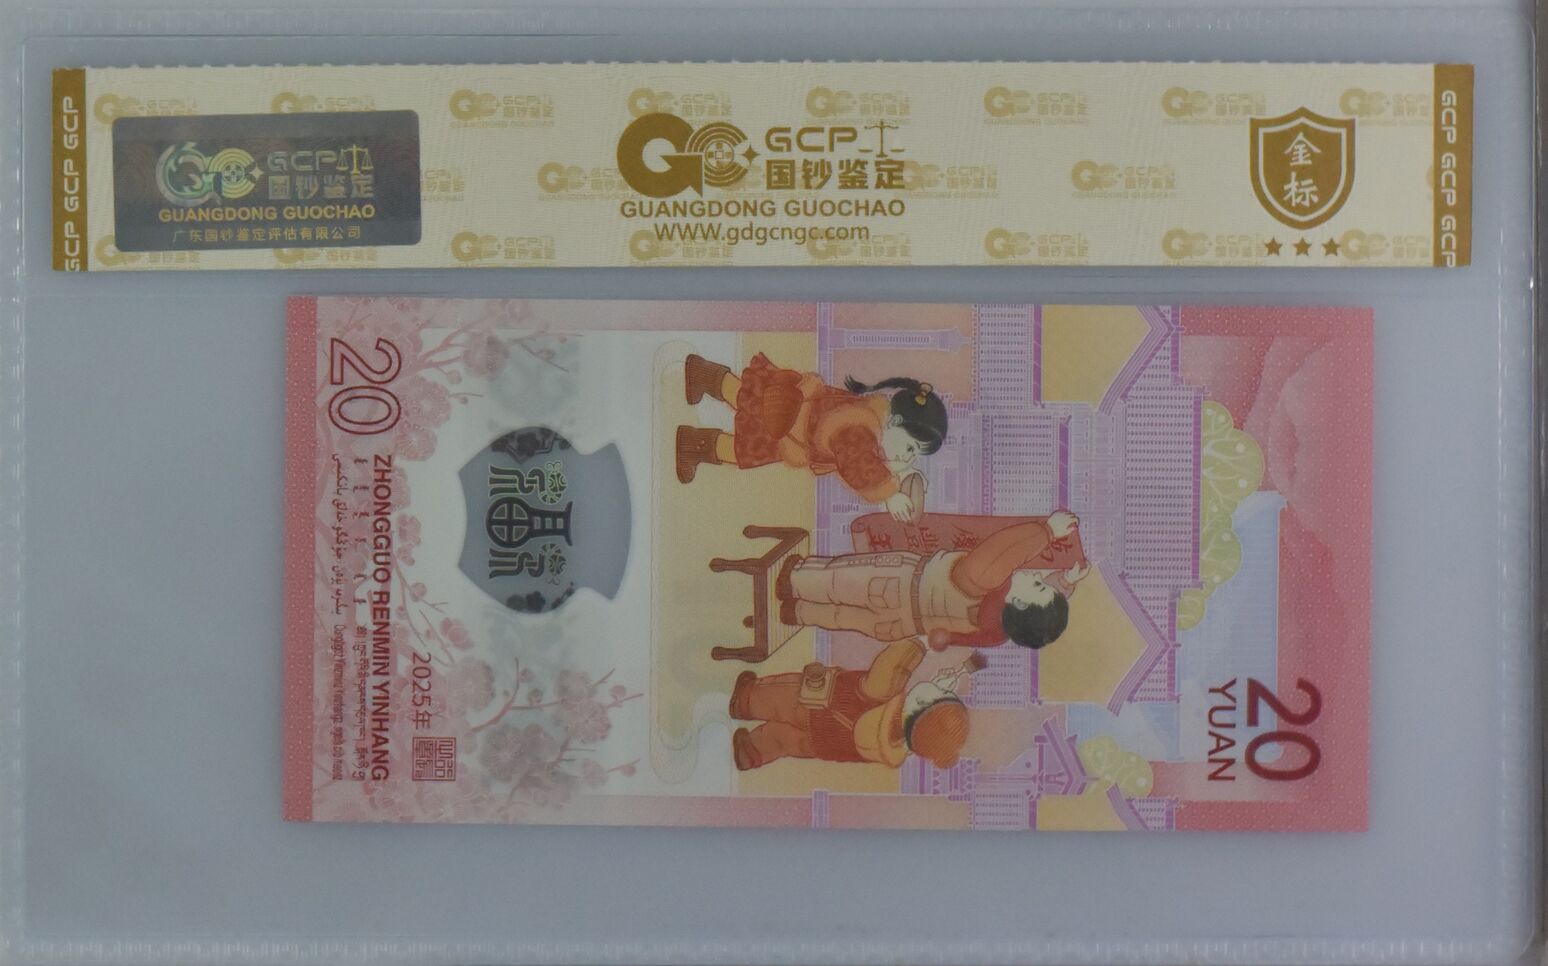 GCP GCP GCP
GCP
国钞鉴定
GUANGDONG GUOCHAO
广东国钞鉴定评估有限公司
GCP
国钞鉴定
GUANGDONG GUOCHAO
WWW.gdgcngc.com
金标
GCP GCP GCP
20
YUAN
20
ZHONGGUO RENMIN YINHANG
2025年